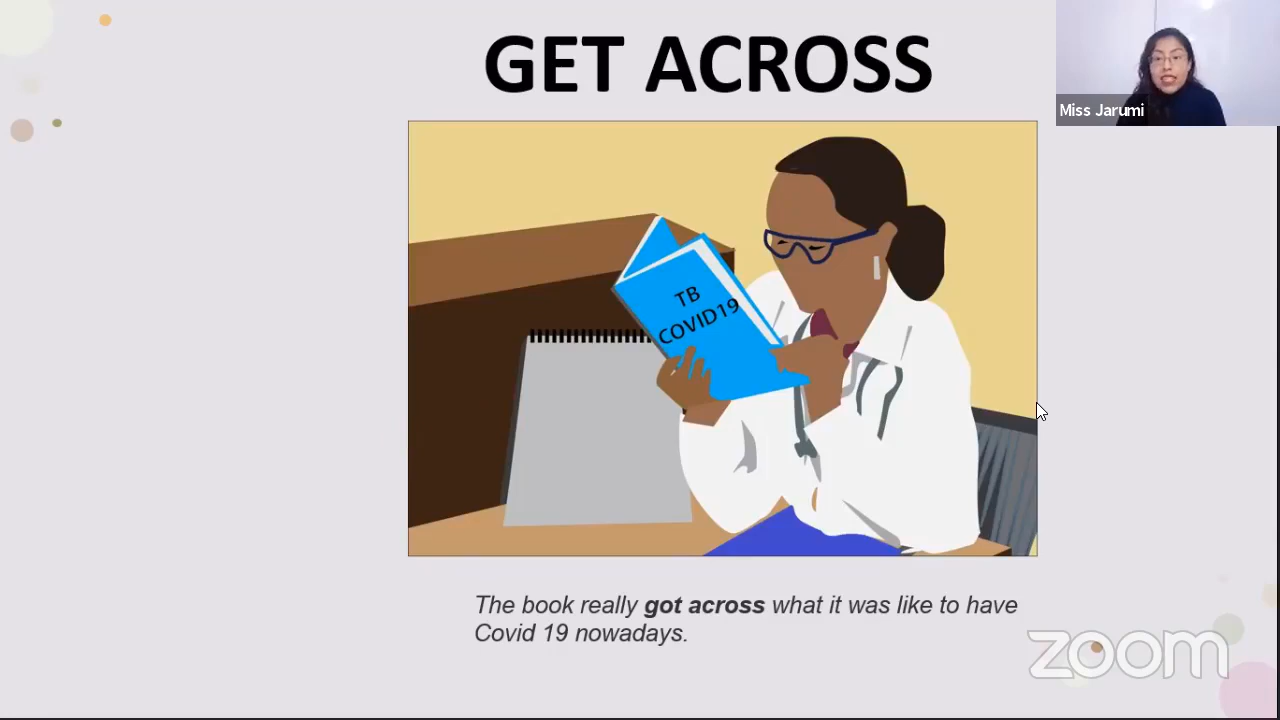 GET ACROSS
Miss Jarumi
TB
COVID19
The book really got across what it was like to have
Covid 19 nowadays.
zoom